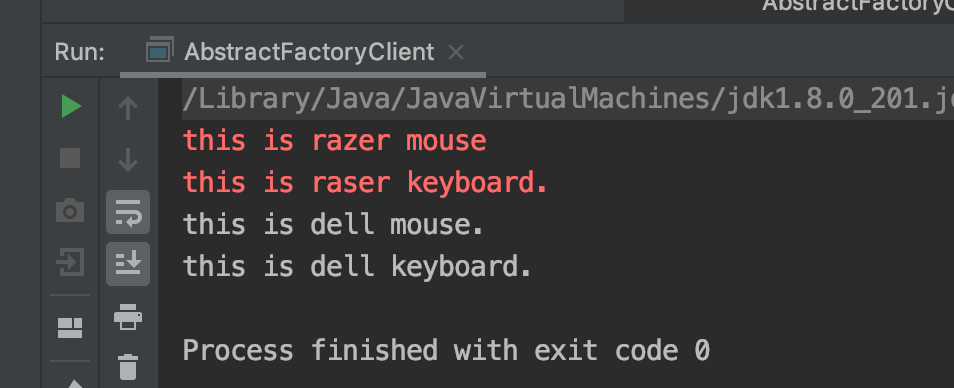 Run: AbstractFactoryClient
/Library/Java/JavaVirtualMachines/jdk1.8.0_201.j
this is razer mouse
this is raser keyboard.
this is dell mouse.
this is dell keyboard.
Process finished with exit code 0